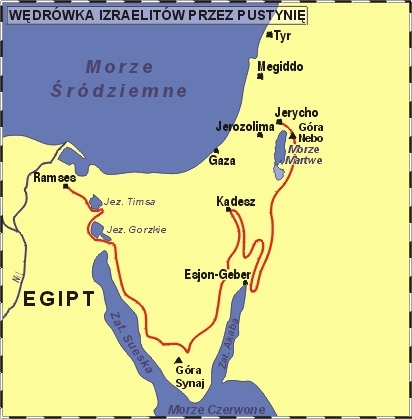 WĘDRÓWKA IZRAELITÓW PRZEZ PUSTYNIĘ
Tyr
Morze
Śródziemne
Megiddo
Jerycho
Jerozolima
Góra
Nebo
Morze
Martwe
Gaza
Ramses
Jez. Timsa
Kadesz
Jez. Gorzkie
Esjon-Geber
N
EGIPT
Zat. Sueska
Zat. Akaba
Góra
Synaj
Morze Czerwone